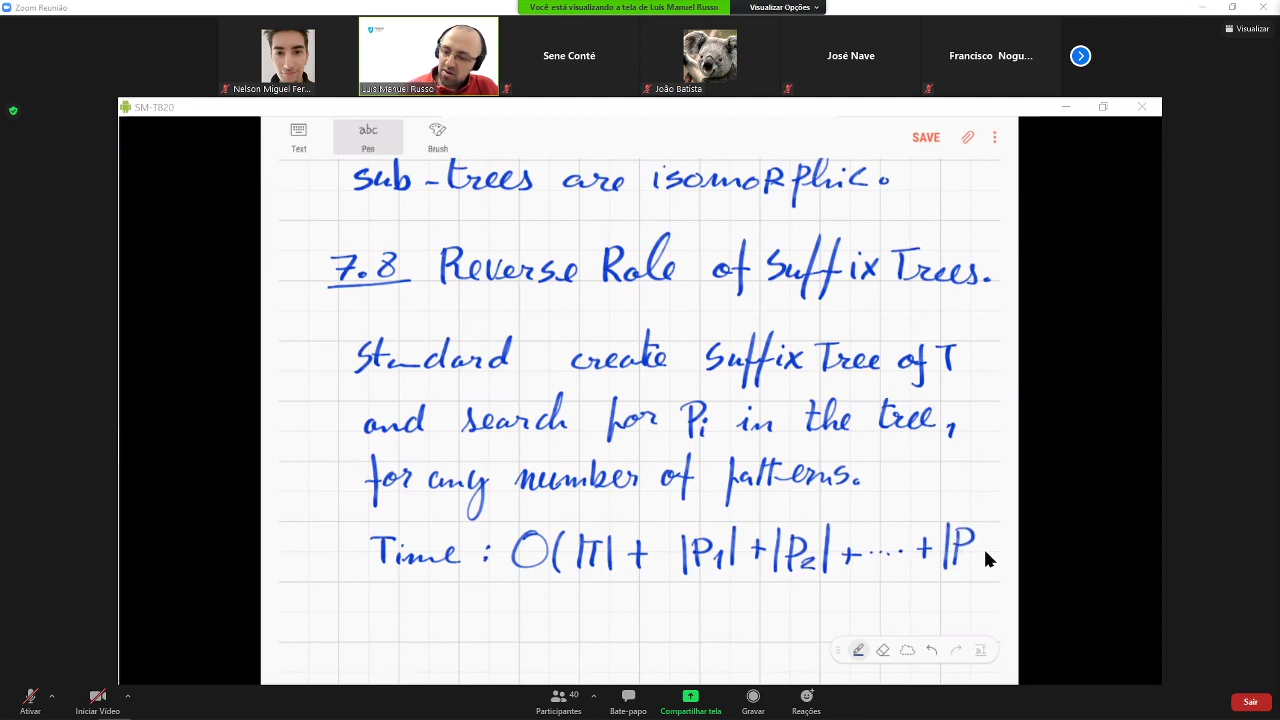 Zoom Reunião
Você está visualizando a tela de Luís Manuel Russo
Visualizar Opções
Visualizar
Nelson Miguel Fer...
Luís Manuel Russo
Sene Conté
João Batista
José Nave
Francisco Nogu...
SM-T820
Text
abc
Pen
Brush
SAVE
sub-trees are isomorphic.
7.8 Reverse Role of Suffix Trees.
Standard create Suffix Tree of T
and search for Pi in the tree,
for any number of patterns.
Time : O( |T| + |P1| + |P2| + ... + |P
Ativar
Iniciar Vídeo
40
Participantes
Bate-papo
Compartilhar tela
Gravar
Reações
Sair